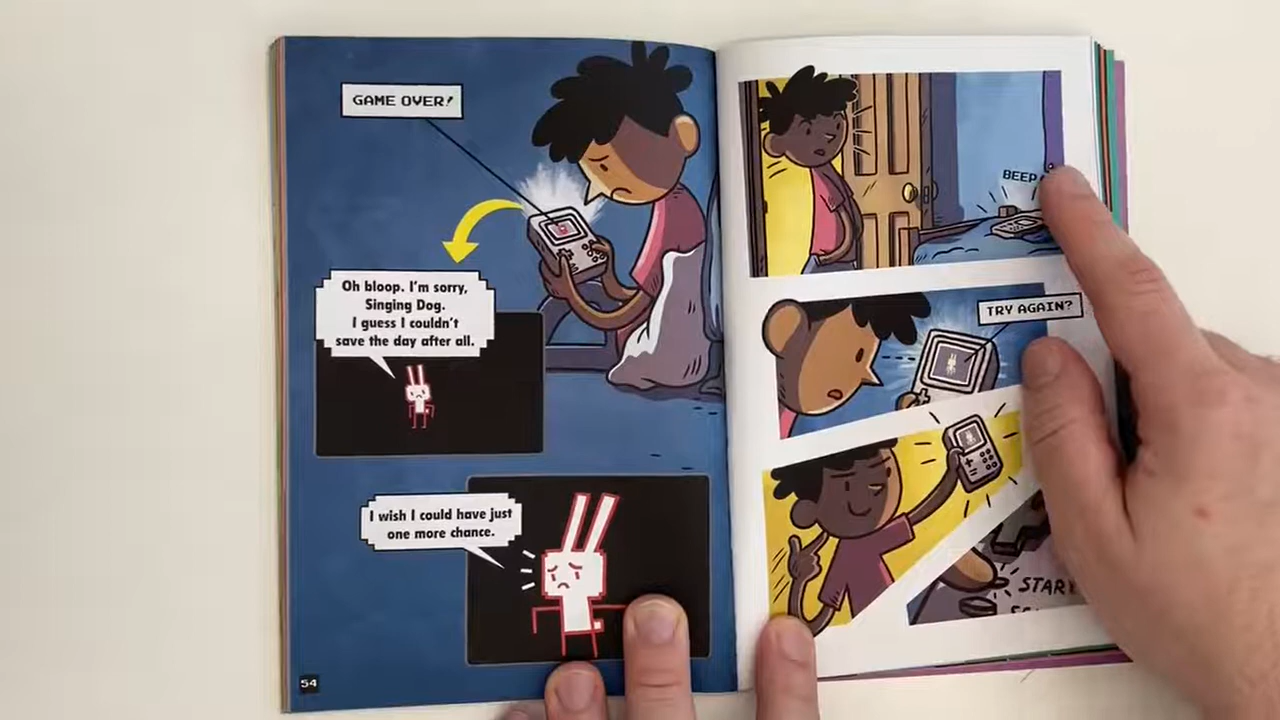 GAME OVER!
Oh bloop. I'm sorry,
Singing Dog.
I guess I couldn't
save the day after all.
I wish I could have just
one more chance.
54
BEEP
TRY AGAIN?
START